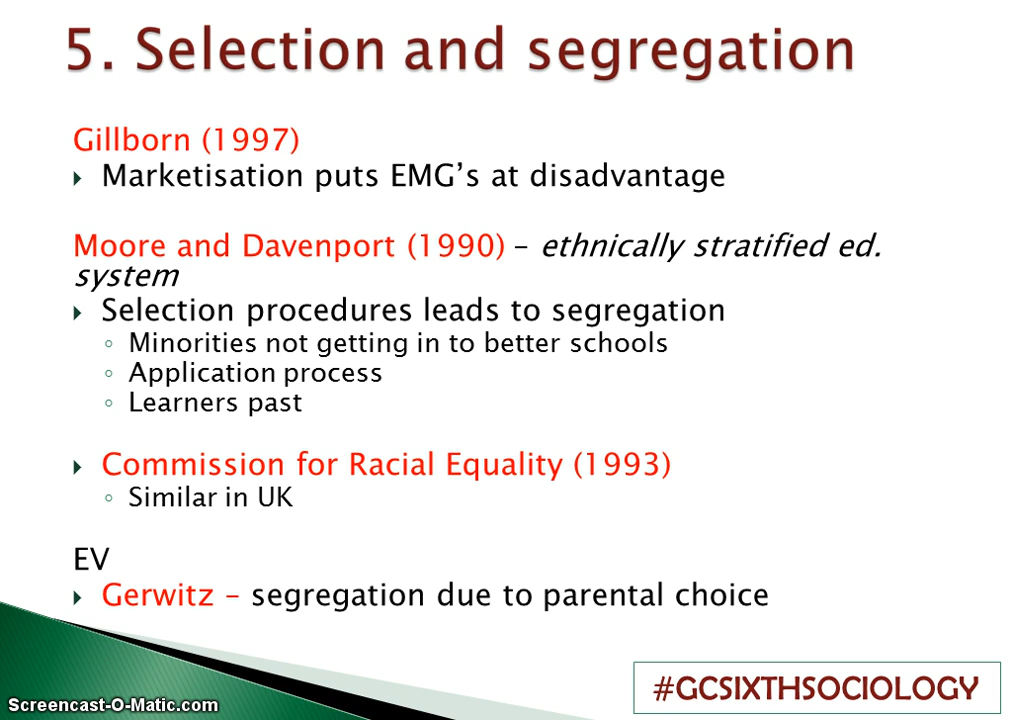 5. Selection and segregation
Gillborn (1997)
Marketisation puts EMG’s at disadvantage
Moore and Davenport (1990) – ethnically stratified ed.
system
Selection procedures leads to segregation
Minorities not getting in to better schools
Application process
Learners past
Commission for Racial Equality (1993)
Similar in UK
EV
Gerwitz – segregation due to parental choice
#GCSIXTHSOCIOLOGY
Screencast-O-Matic.com